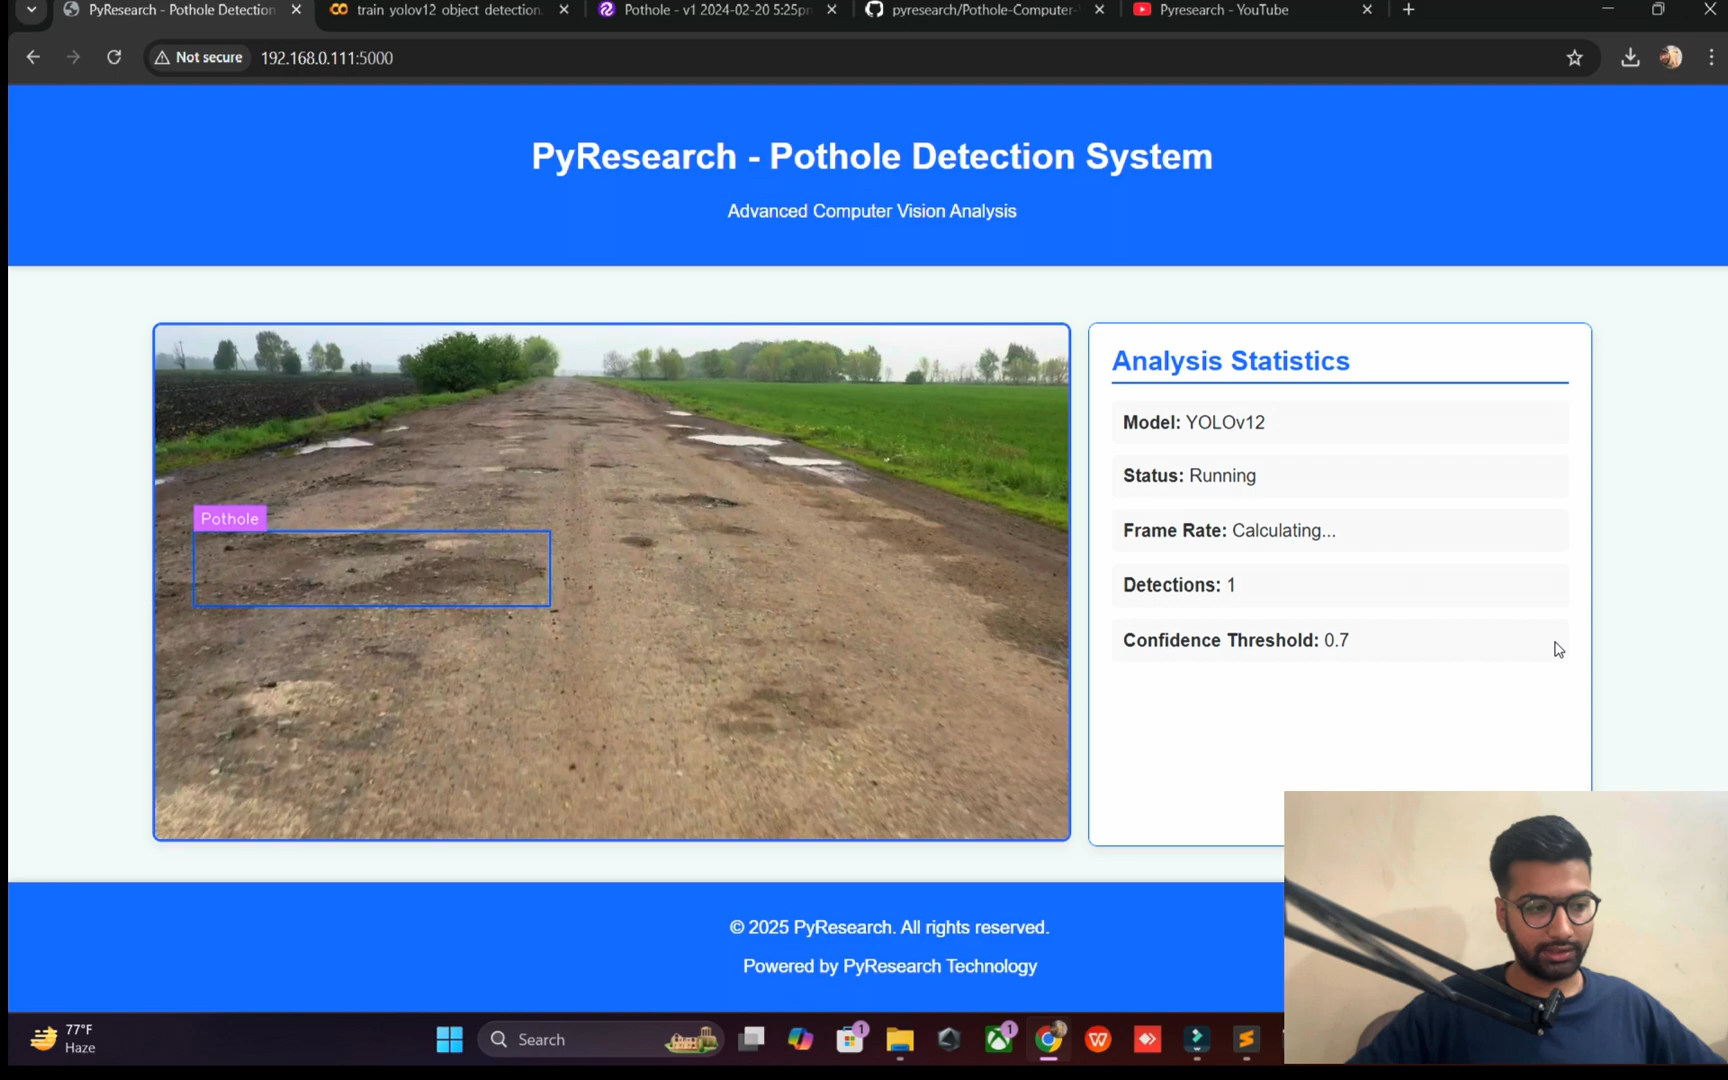 PyResearch - Pothole Detection
train yolov12 object detection.
Pothole - v1 2024-02-20 5:25pm
pyresearch/Pothole-Computer-
Pyresearch - YouTube
Not secure
192.168.0.111:5000
PyResearch - Pothole Detection System
Advanced Computer Vision Analysis
Pothole
Analysis Statistics
Model: YOLOv12
Status: Running
Frame Rate: Calculating...
Detections: 1
Confidence Threshold: 0.7
© 2025 PyResearch. All rights reserved.
Powered by PyResearch Technology
77°F
Haze
Search
1
1